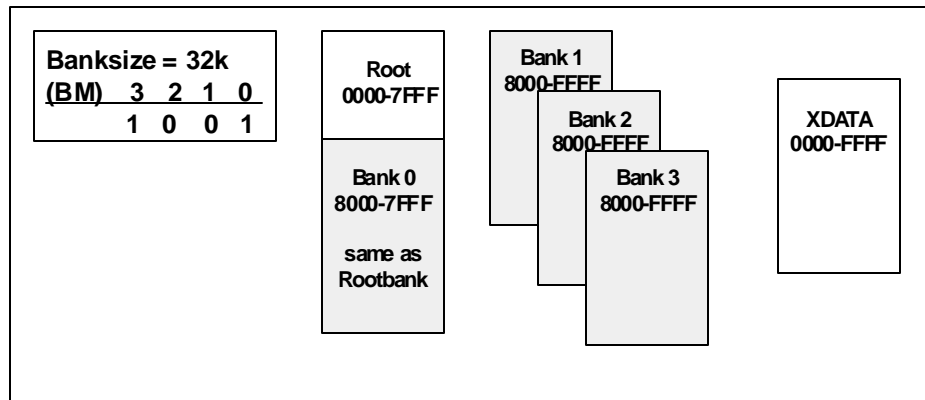 Banksize = 32k
(BM) 3 2 1 0
1 0 0 1
Root
0000-7FFF
Bank 0
8000-7FFF
same as
Rootbank
Bank 1
8000-FFFF
Bank 2
8000-FFFF
Bank 3
8000-FFFF
XDATA
0000-FFFF